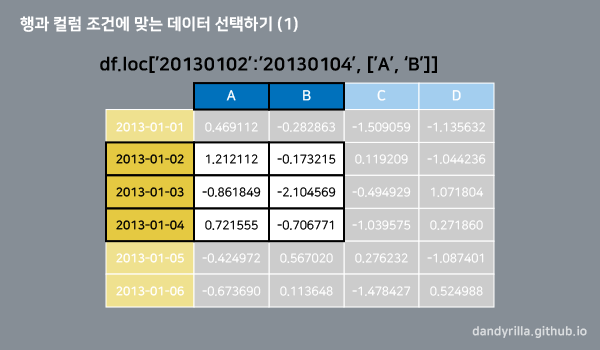 행과 컬럼 조건에 맞는 데이터 선택하기 (1)
df.loc['20130102':'20130104', ['A', 'B']]
A B C D
2013-01-01 0.469112 -0.282863 -1.509059 -1.135632
2013-01-02 1.212112 -0.173215 0.119209 -1.044236
2013-01-03 -0.861849 -2.104569 -0.494929 1.071804
2013-01-04 0.721555 -0.706771 -1.039575 0.271860
2013-01-05 -0.424972 0.567020 0.276232 -1.087401
2013-01-06 -0.673690 0.113648 -1.478427 0.524988
dandyrilla.github.io